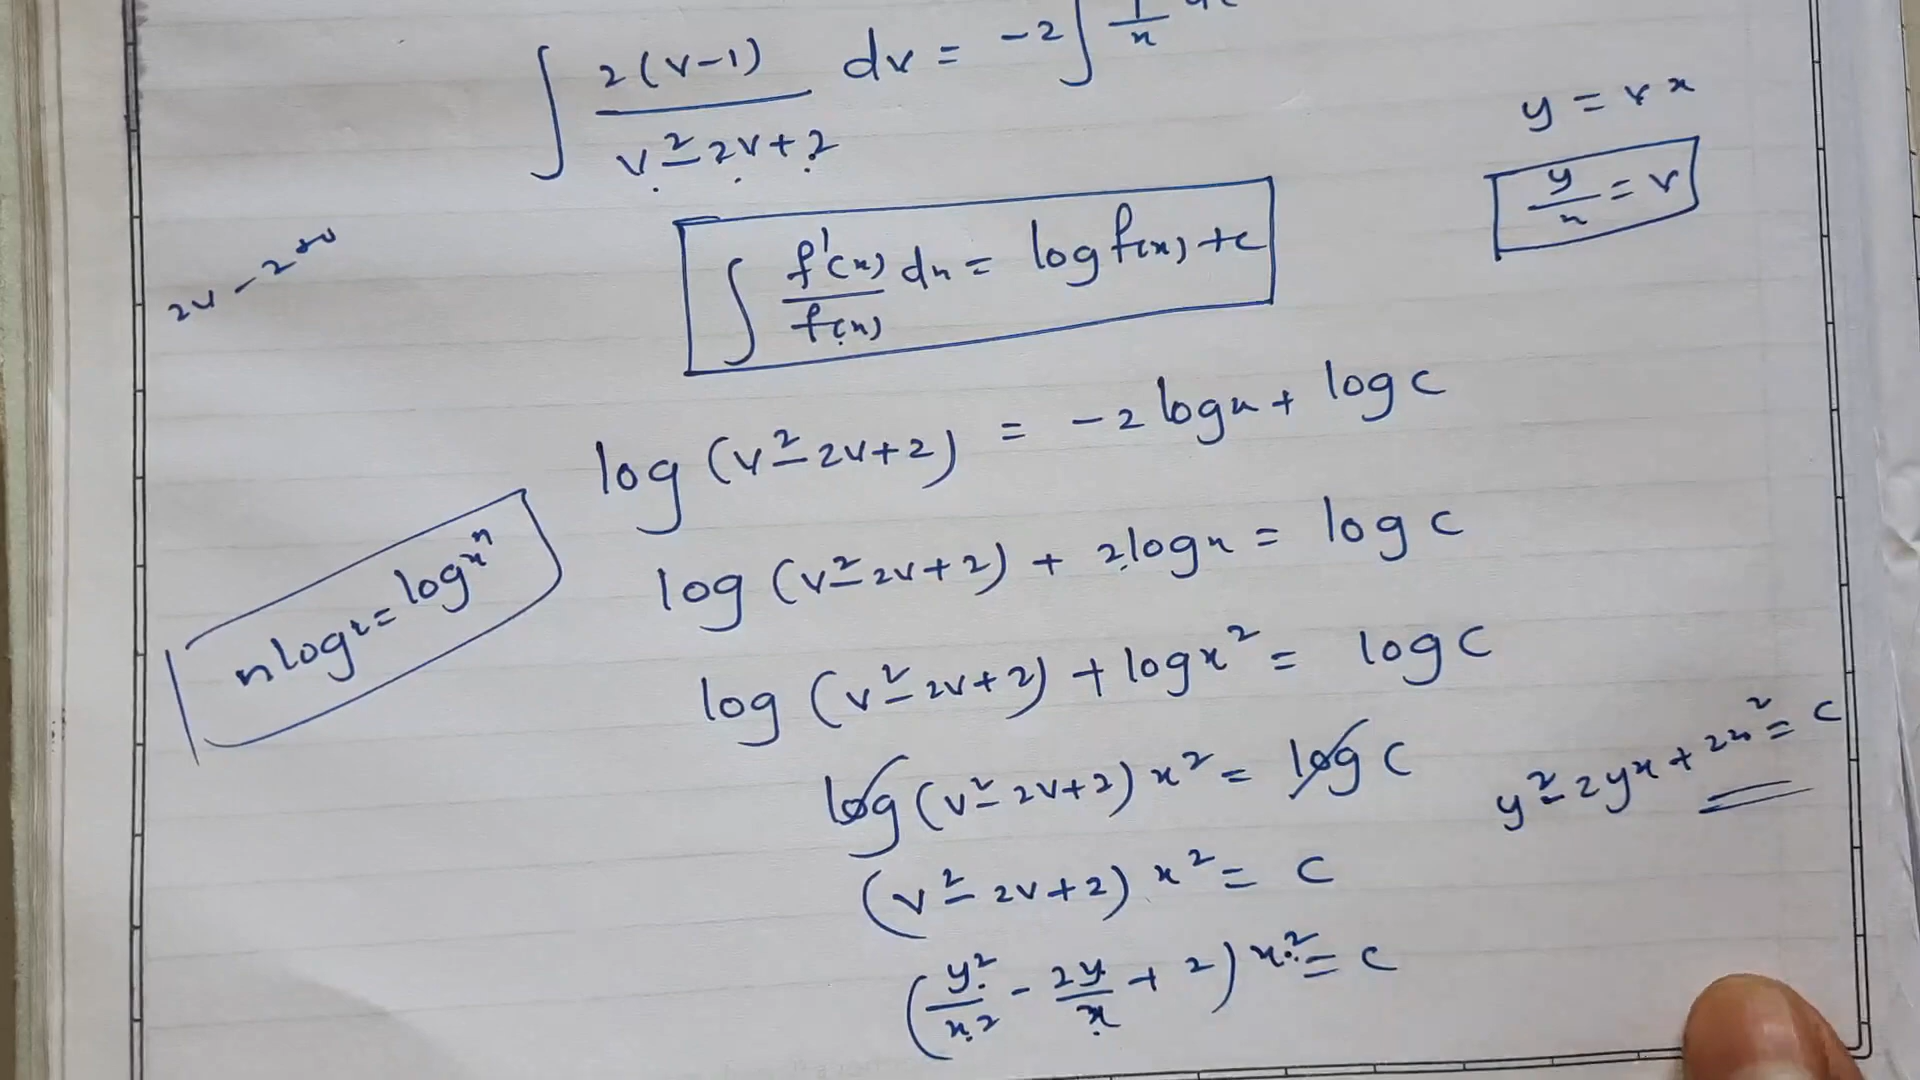 ∫ 2(v-1) / v²-2v+2 dv = -2∫ 1/x
y = vx
y/x = v
2v-2
∫ f'(x)/f(x) dx = log f(x) + c
log (v²-2v+2) = -2 log x + log c
log (v²-2v+2) + 2 log x = log c
n log x = log xⁿ
log (v²-2v+2) + log x² = log c
log (v²-2v+2) x² = log c
y²-2yx+2x² = c
(v²-2v+2) x² = c
(y²/x² - 2y/x + 2) x² = c